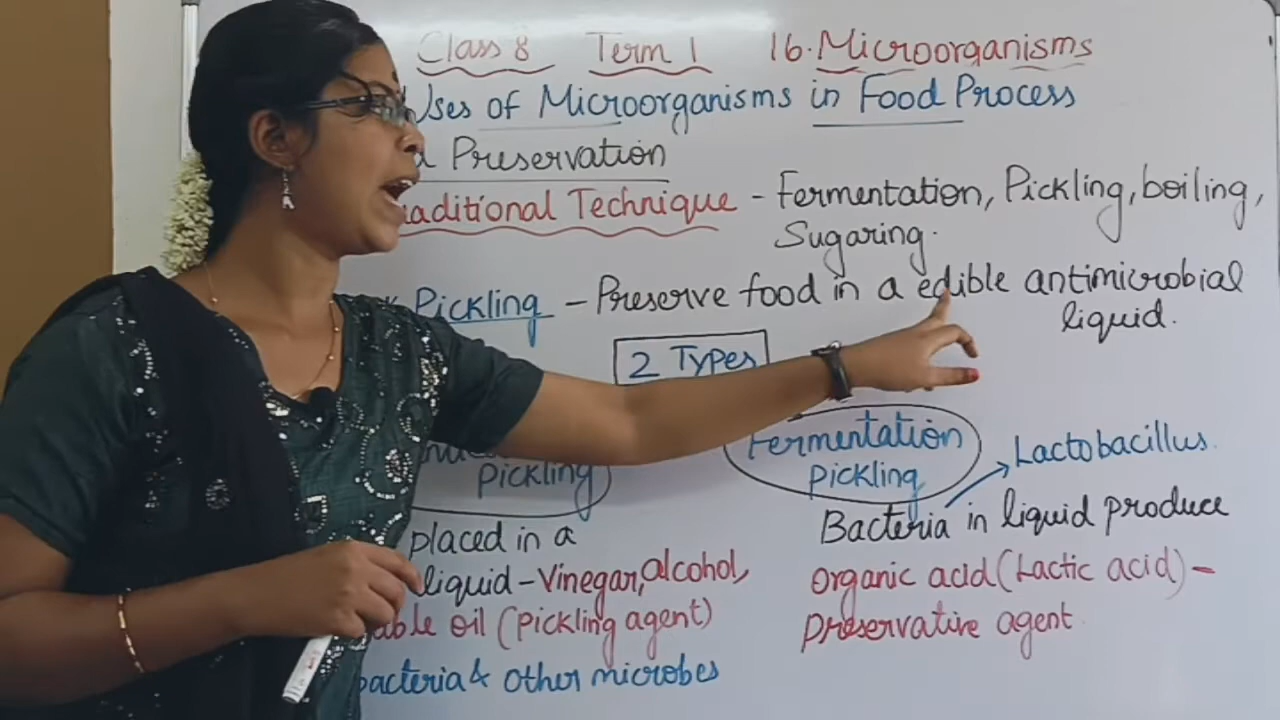 Class 8 Term 1 16. Microorganisms
Uses of Microorganisms in Food Process
Preservation
aditional Technique - Fermentation, Pickling, boiling,
Sugaring.
Pickling - Preserve food in a edible antimicrobial
liquid.
2 Types
Pickling
Fermentation
Pickling
Lactobacillus.
placed in a
liquid - Vinegar, alcohol,
able oil (pickling agent)
bacteria & other microbes
Bacteria in liquid produce
organic acid (Lactic acid) -
Preservative agent